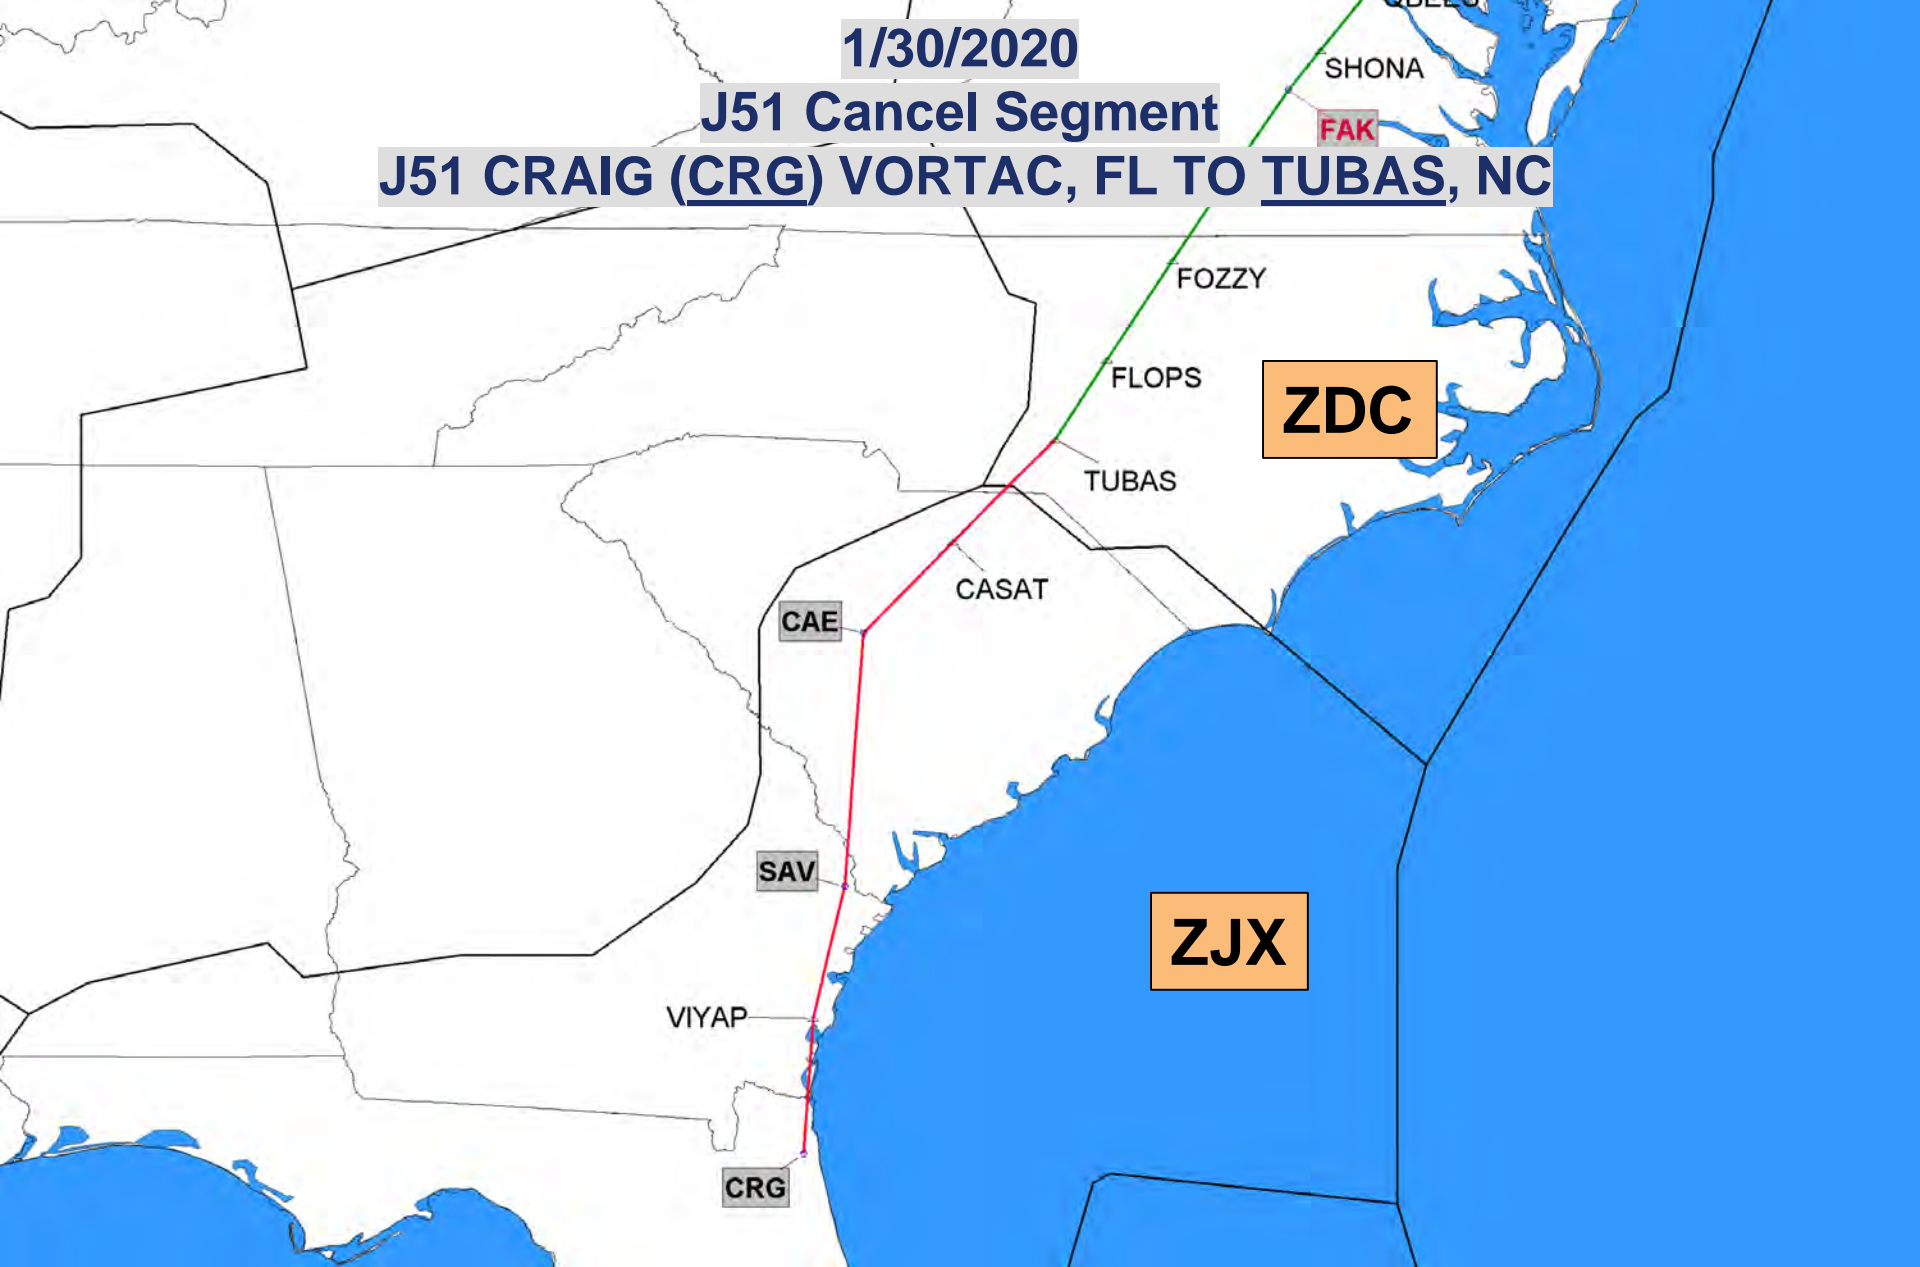 1/30/2020
J51 Cancel Segment
J51 CRAIG (CRG) VORTAC, FL TO TUBAS, NC
SHONA
FAK
FOZZY
FLOPS
ZDC
TUBAS
CASAT
CAE
SAV
ZJX
VIYAP
CRG